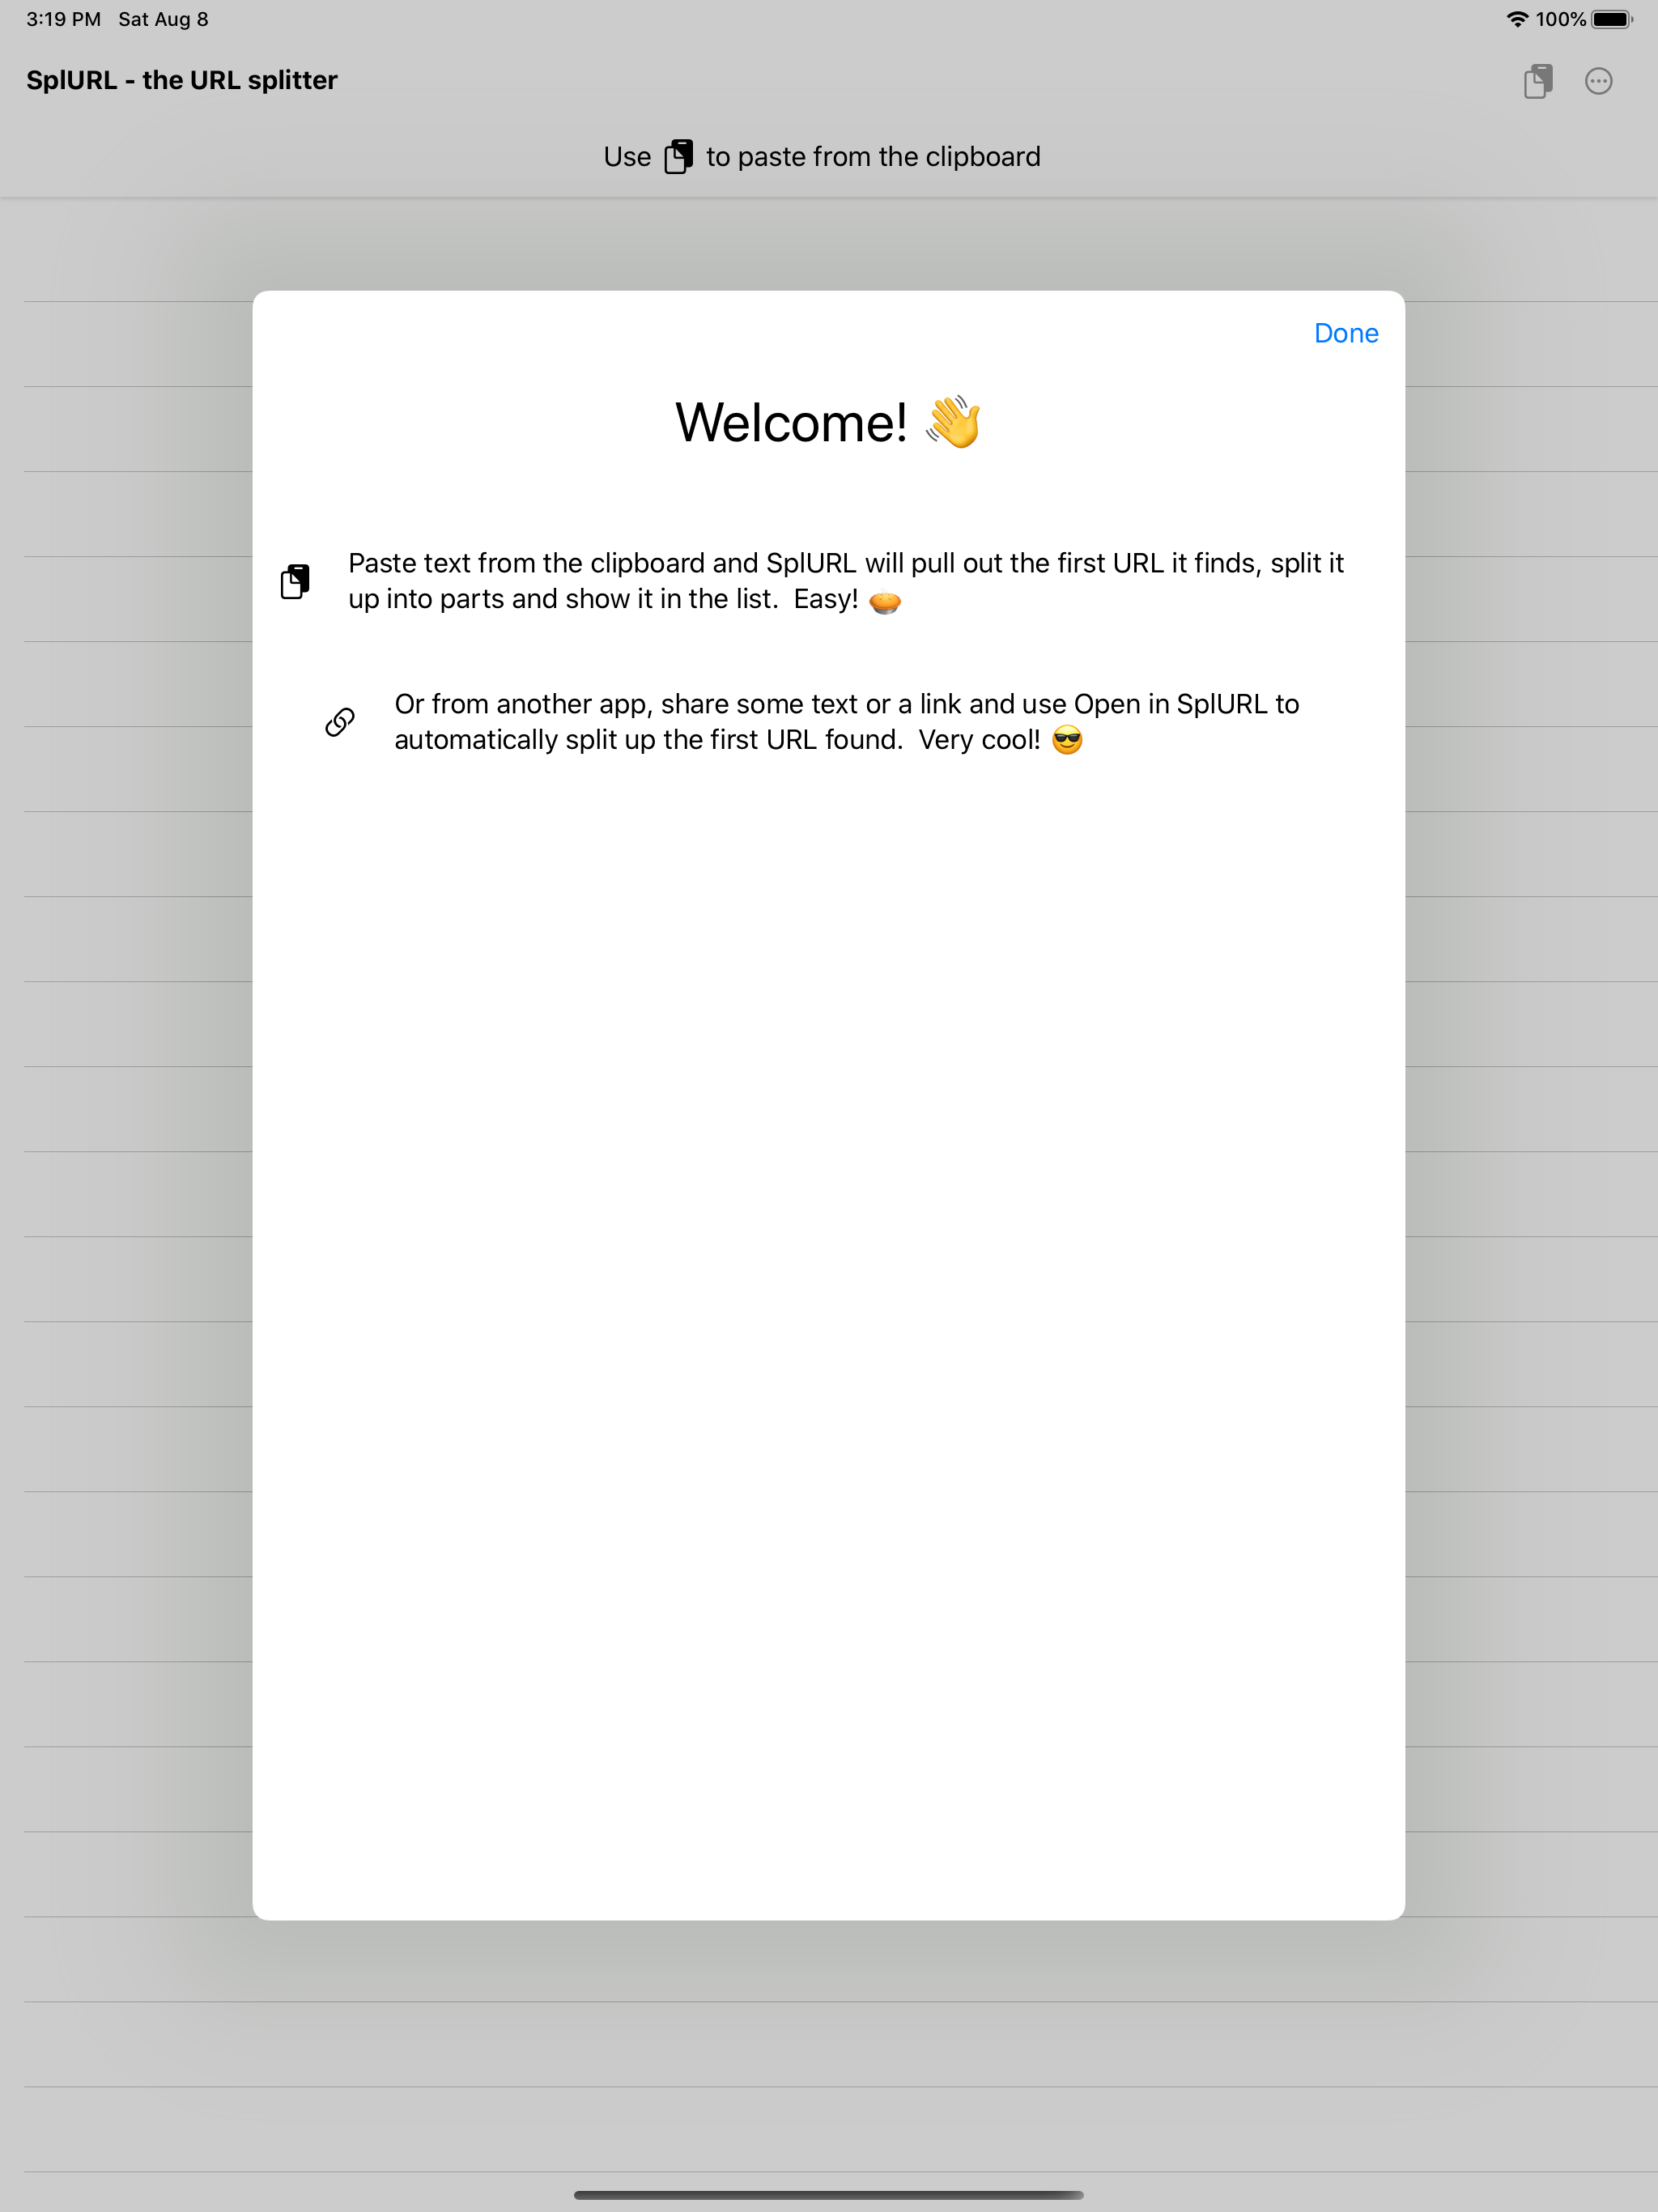 3:19 PM Sat Aug 8
100%
SplURL - the URL splitter
Use to paste from the clipboard
Done
Welcome! 👋
Paste text from the clipboard and SplURL will pull out the first URL it finds, split it
up into parts and show it in the list.  Easy! 🥧
Or from another app, share some text or a link and use Open in SplURL to
automatically split up the first URL found.  Very cool! 😎